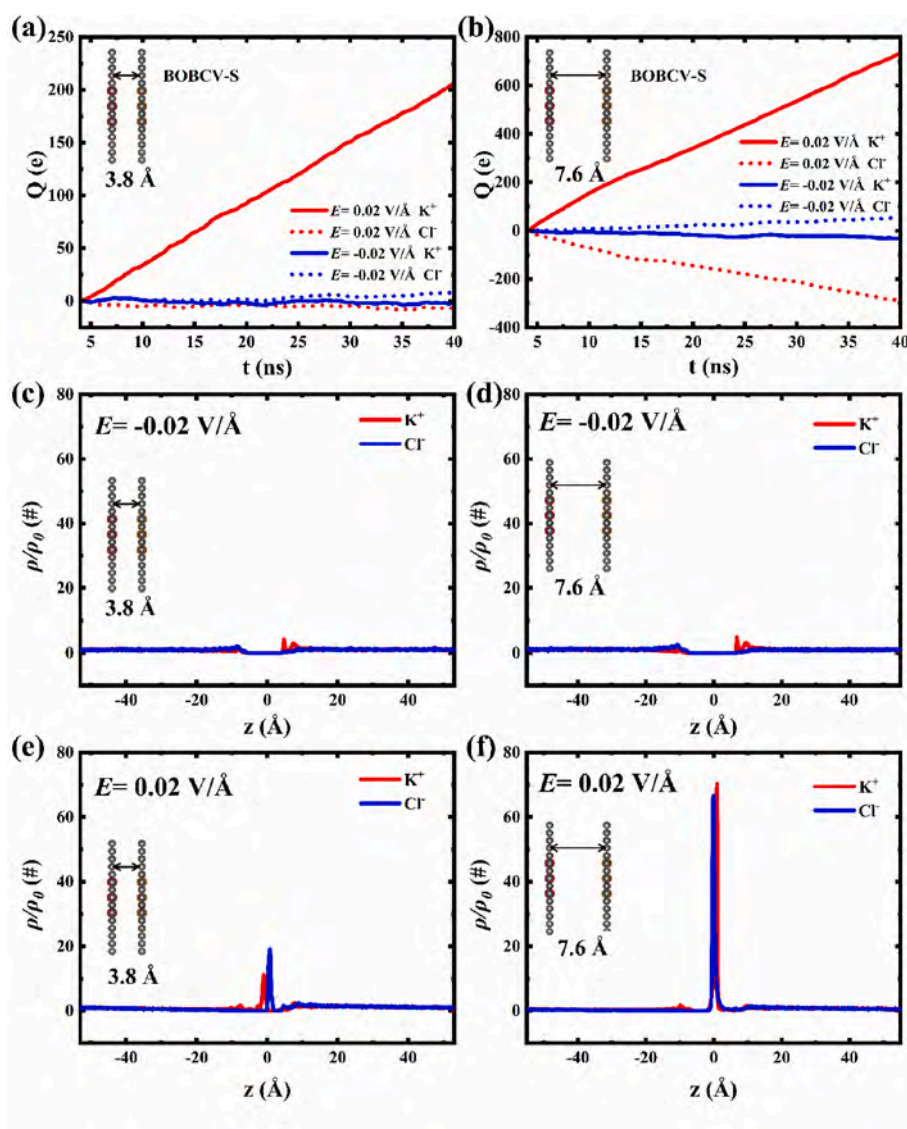 (a)
250
200
150
100
50
0
Q (e)
BOBCV-S
3.8 Å
E= 0.02 V/Å K⁺
E= 0.02 V/Å Cl⁻
E= -0.02 V/Å K⁺
E= -0.02 V/Å Cl⁻
5 10 15 20 25 30 35 40
t (ns)
(b)
800
600
400
200
0
-200
-400
Q (e)
BOBCV-S
7.6 Å
E= 0.02 V/Å K⁺
E= 0.02 V/Å Cl⁻
E= -0.02 V/Å K⁺
E= -0.02 V/Å Cl⁻
5 10 15 20 25 30 35 40
t (ns)
(c)
80
60
40
20
0
ρ/ρ₀ (#)
E= -0.02 V/Å
K⁺
Cl⁻
3.8 Å
-40 -20 0 20 40
z (Å)
(d)
80
60
40
20
0
ρ/ρ₀ (#)
E= -0.02 V/Å
K⁺
Cl⁻
7.6 Å
-40 -20 0 20 40
z (Å)
(e)
80
60
40
20
0
ρ/ρ₀ (#)
E= 0.02 V/Å
K⁺
Cl⁻
3.8 Å
-40 -20 0 20 40
z (Å)
(f)
80
60
40
20
0
ρ/ρ₀ (#)
E= 0.02 V/Å
K⁺
Cl⁻
7.6 Å
-40 -20 0 20 40
z (Å)